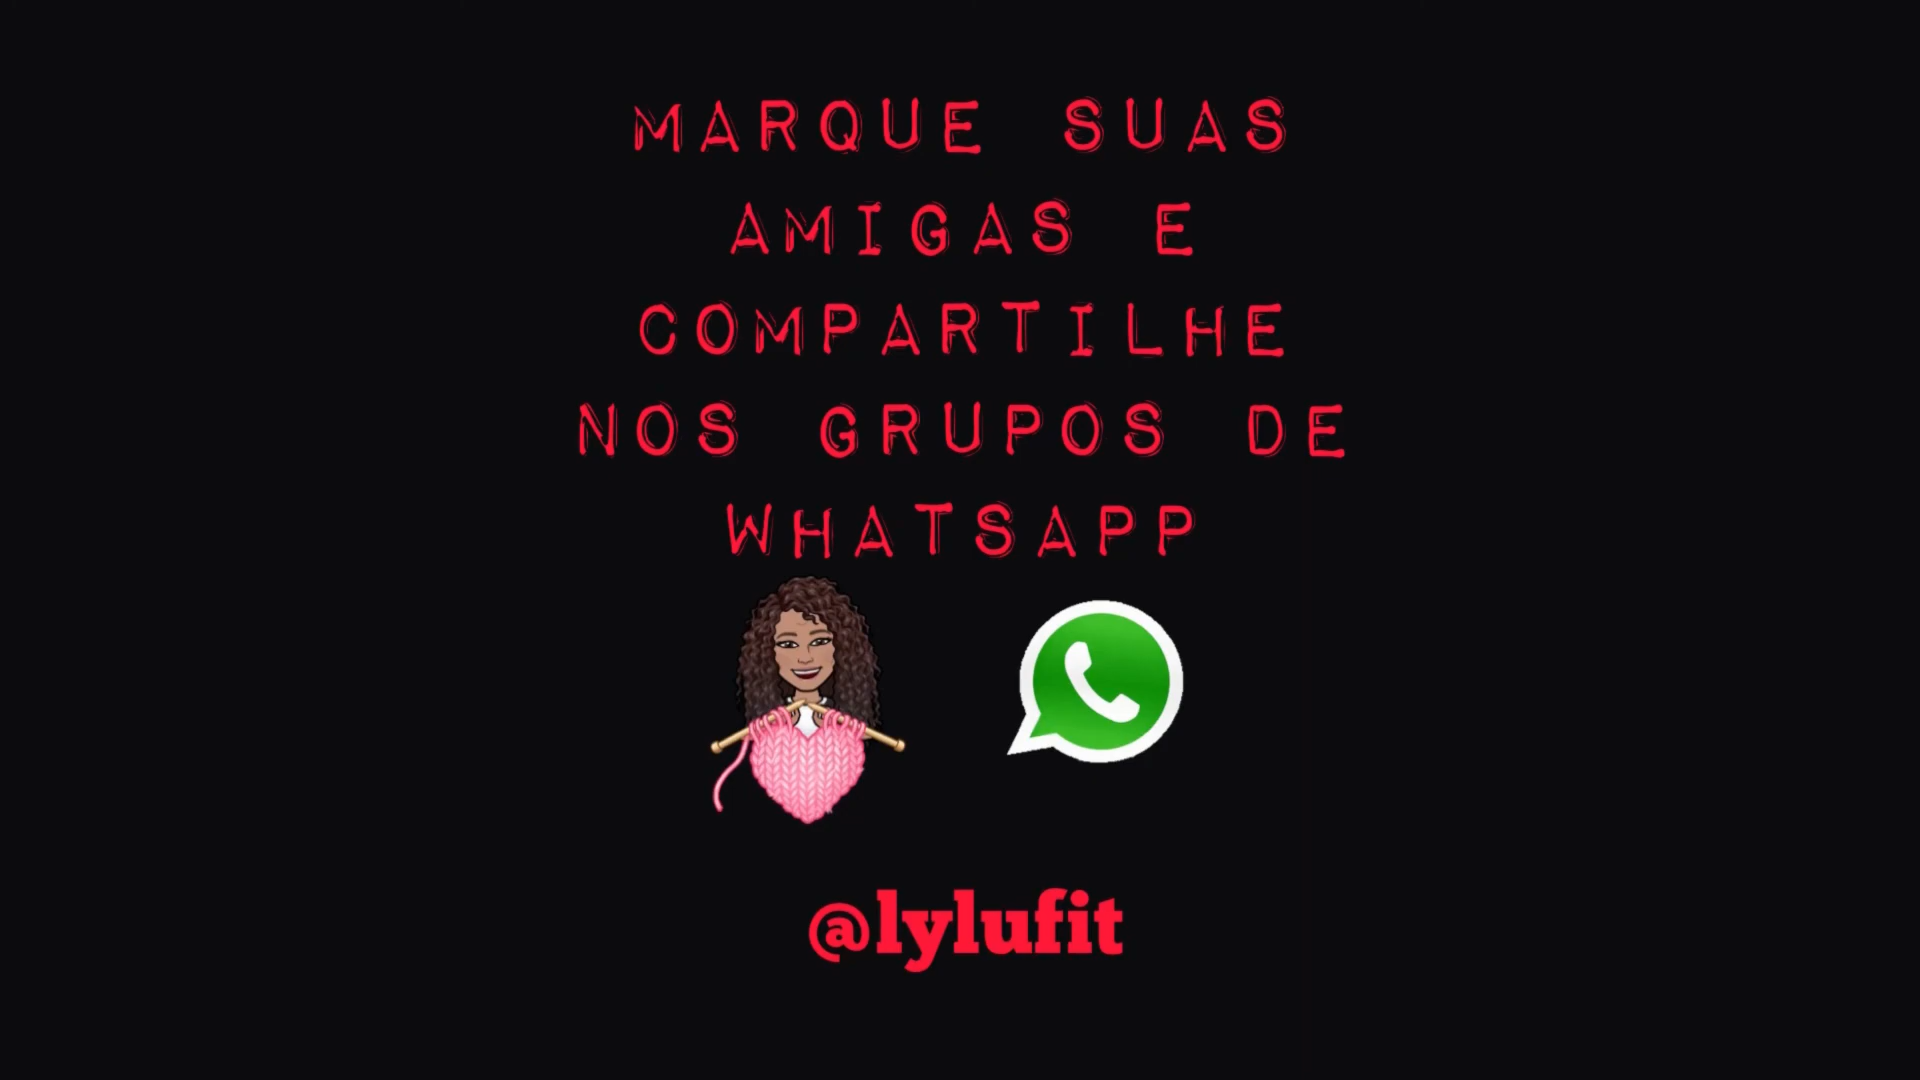 MARQUE SUAS
AMIGAS E
COMPARTILHE
NOS GRUPOS DE
WHATSAPP
@lylufit